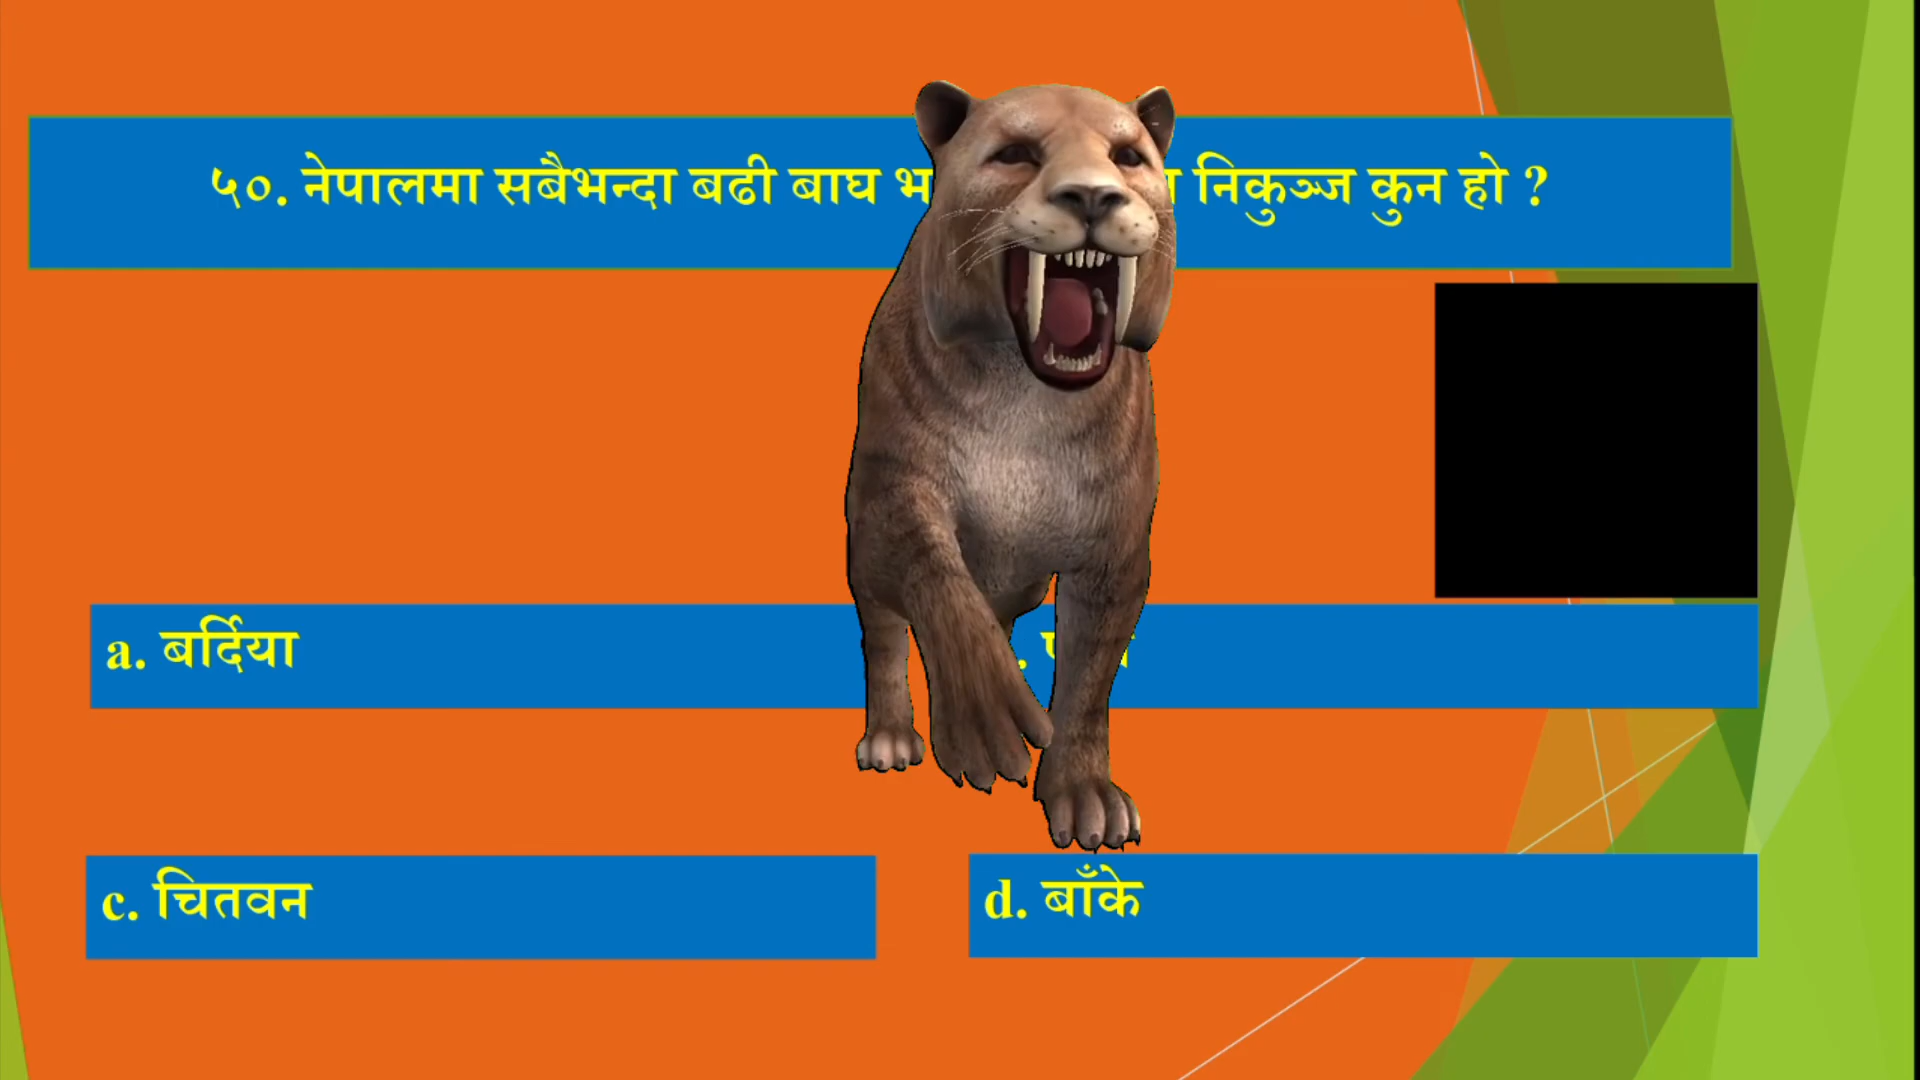 ५०. नेपालमा सबैभन्दा बढी बाघ निकुञ्ज कुन हो ?
a. बर्दिया
c. चितवन
d. बाँके